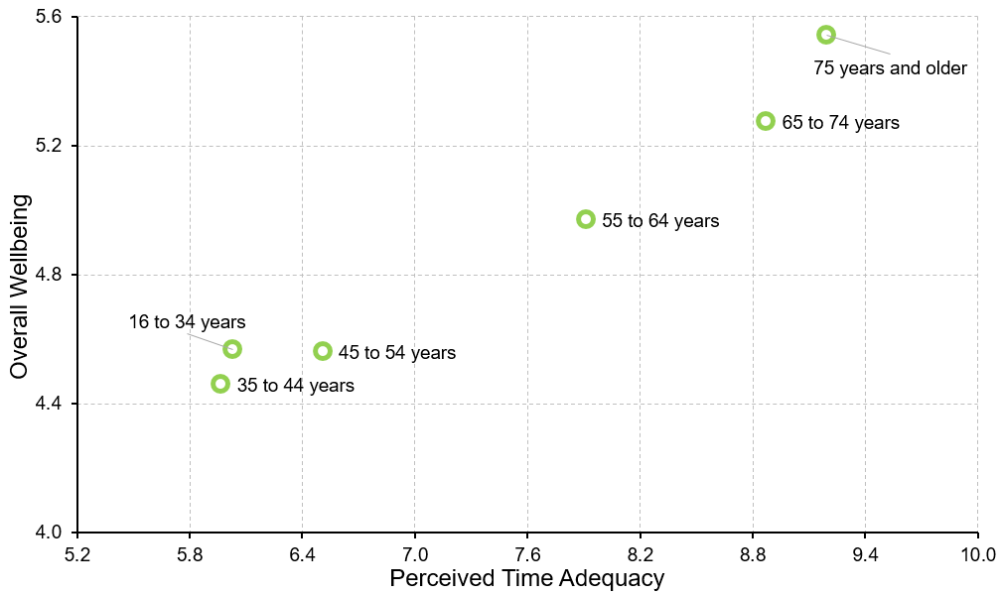 5.6
75 years and older
65 to 74 years
5.2
55 to 64 years
Overall Wellbeing
4.8
16 to 34 years
45 to 54 years
35 to 44 years
4.4
4.0
5.2 5.8 6.4 7.0 7.6 8.2 8.8 9.4 10.0
Perceived Time Adequacy